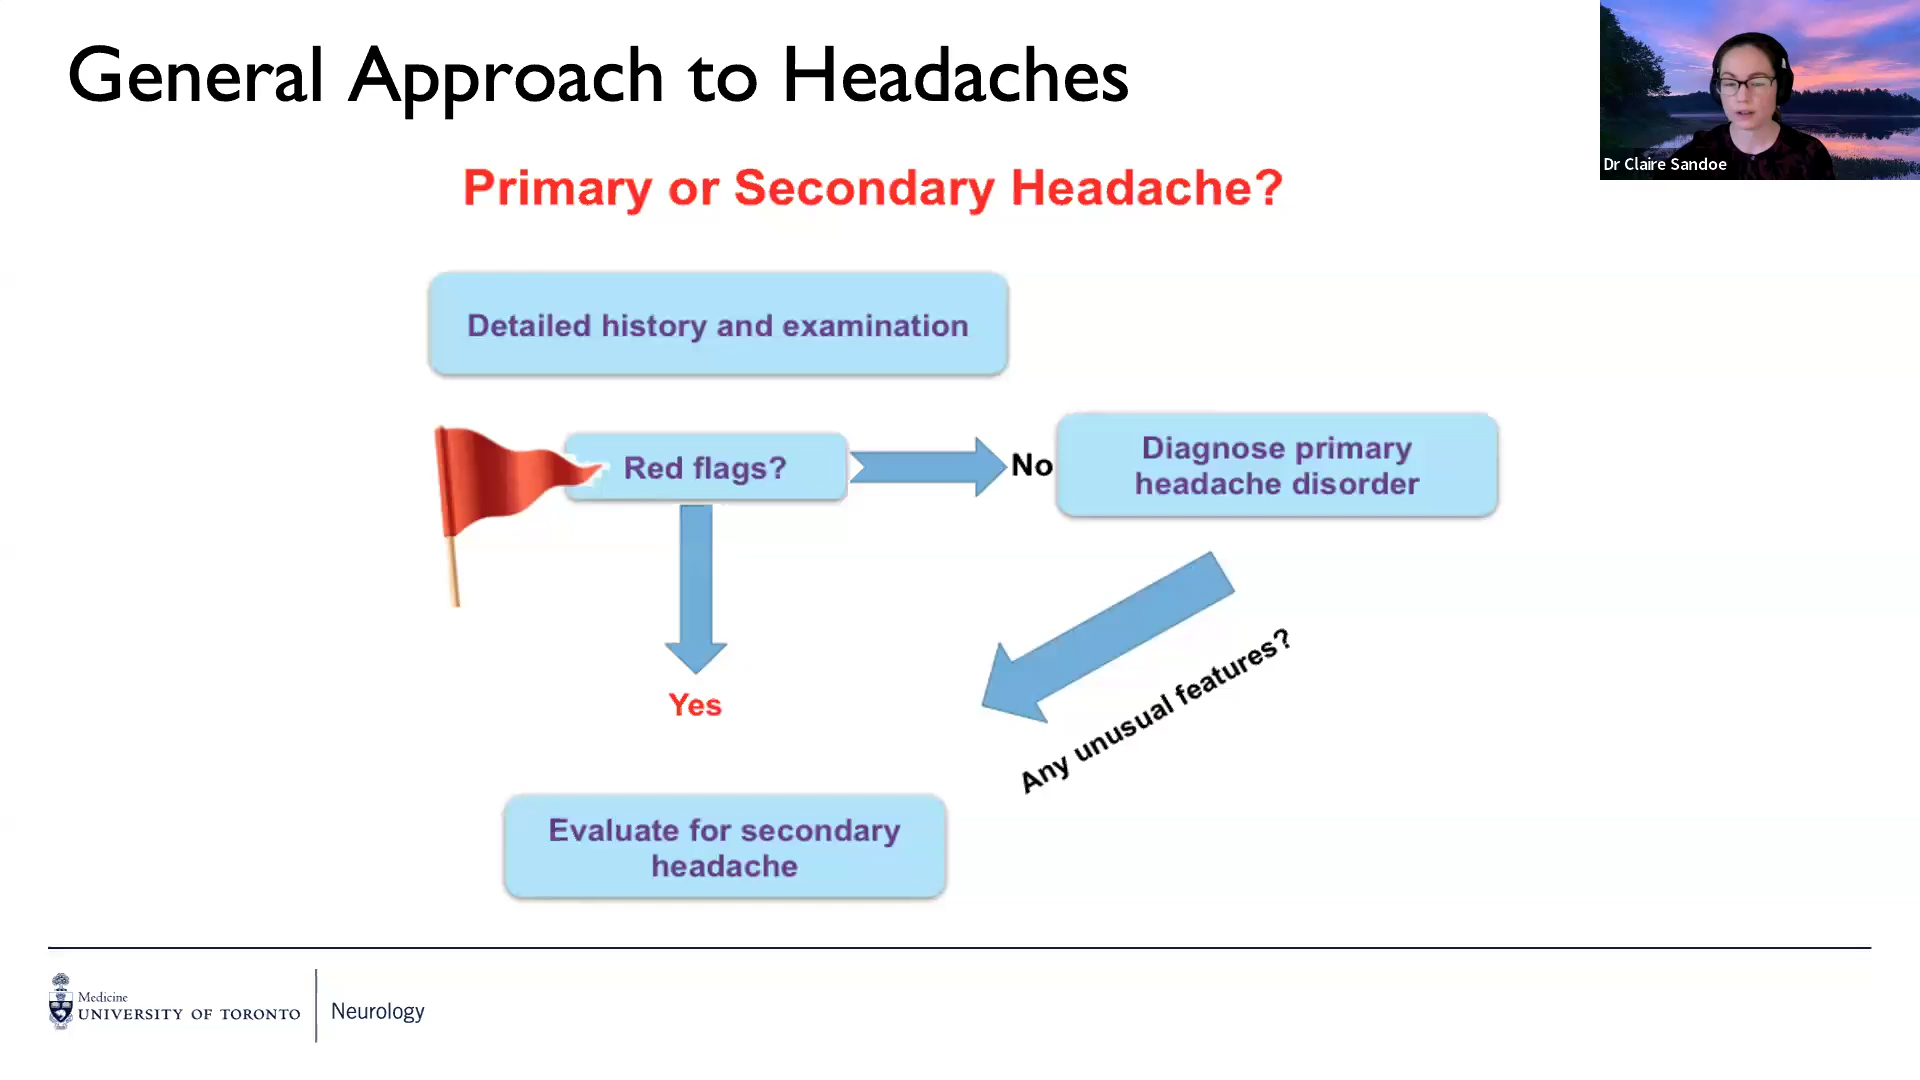 General Approach to Headaches
Dr Claire Sandoe
Primary or Secondary Headache?
Detailed history and examination
Red flags?
No
Diagnose primary
headache disorder
Yes
Any unusual features?
Evaluate for secondary
headache
Medicine
UNIVERSITY OF TORONTO
Neurology